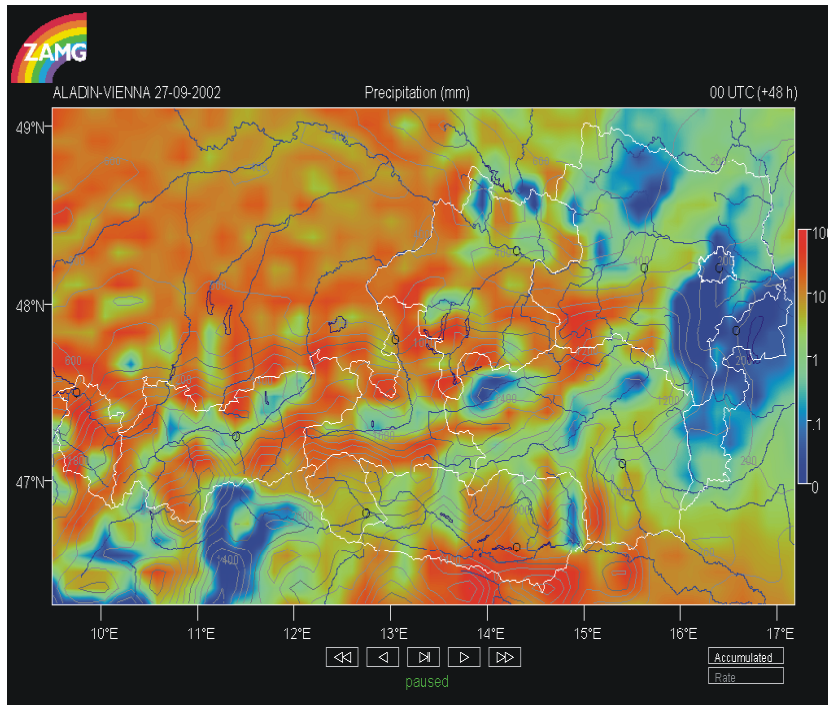 ZAMG
ALADIN-VIENNA 27-09-2002 Precipitation (mm) 00 UTC (+48 h)
49°N
48°N
47°N
100
10
1
.1
0
10°E 11°E 12°E 13°E 14°E 15°E 16°E 17°E
paused
Accumulated
Rate